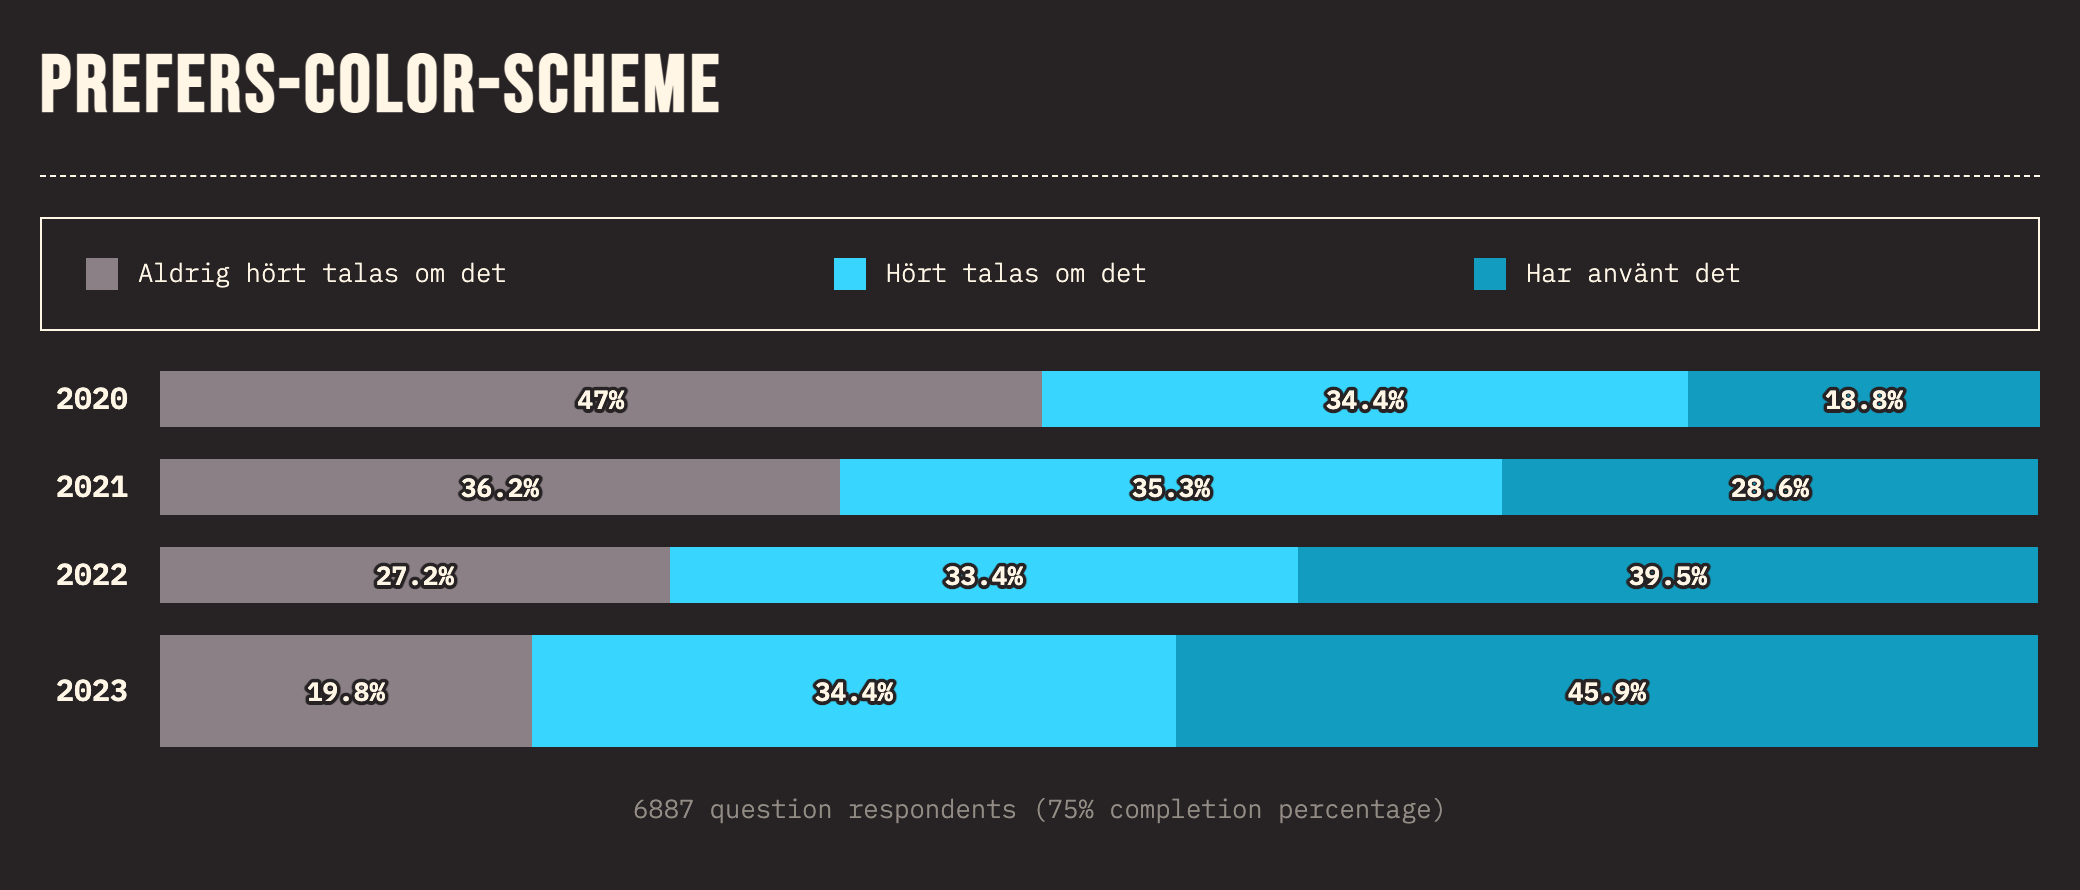 PREFERS-COLOR-SCHEME
Aldrig hört talas om det Hört talas om det Har använt det
2020 47% 34.4% 18.8%
2021 36.2% 35.3% 28.6%
2022 27.2% 33.4% 39.5%
2023 19.8% 34.4% 45.9%
6887 question respondents (75% completion percentage)